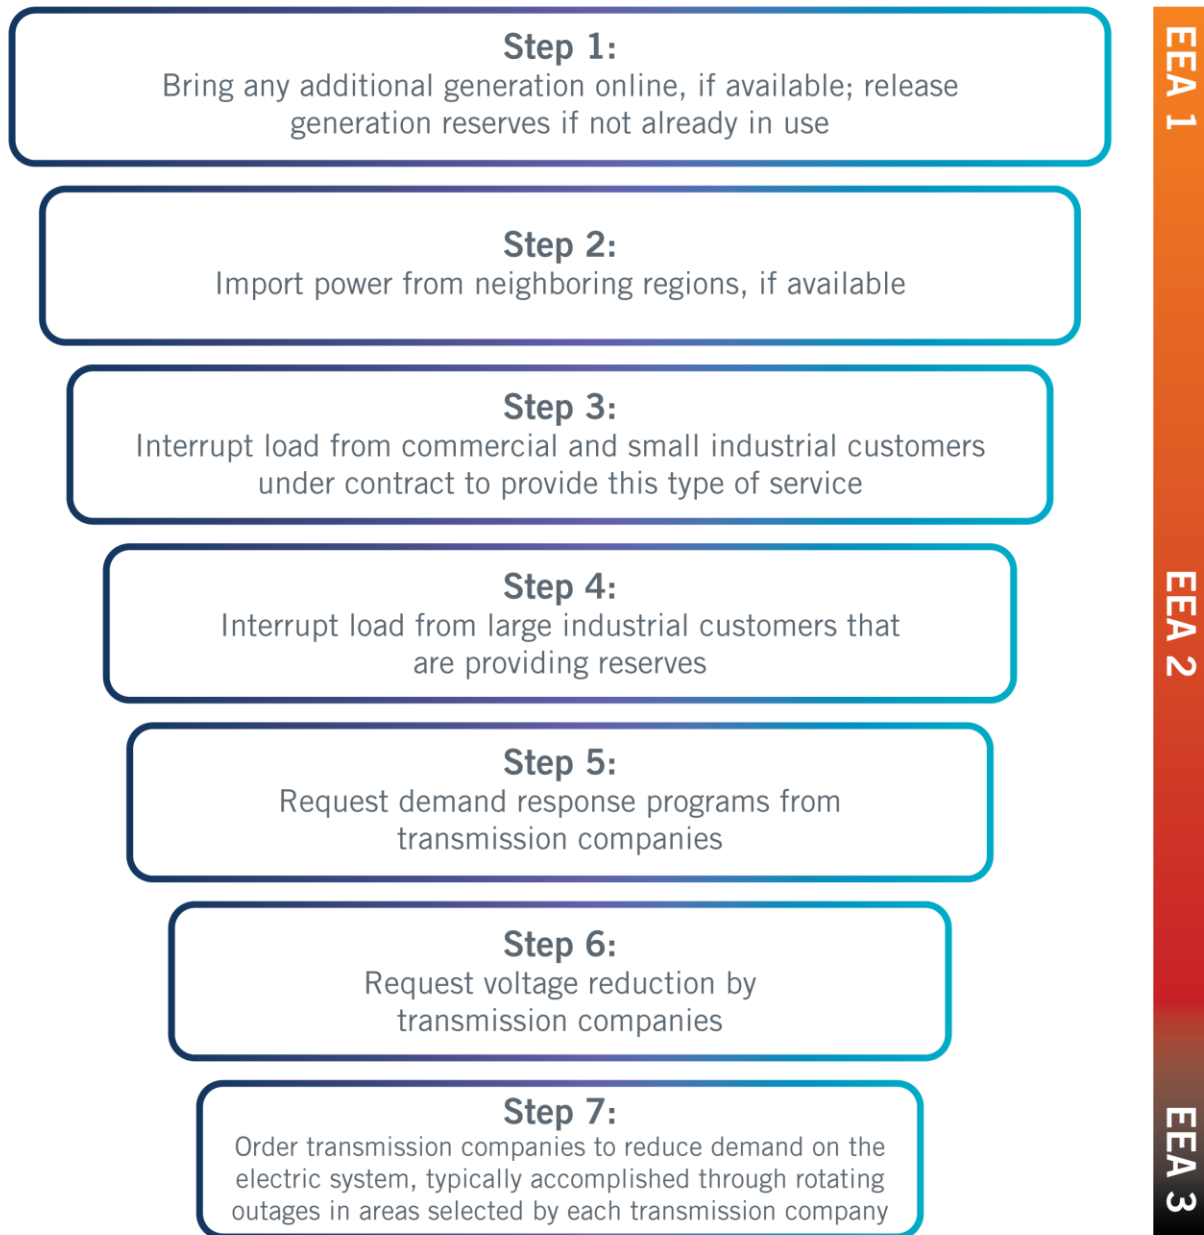 Step 1:
Bring any additional generation online, if available; release
generation reserves if not already in use
EEA 1
Step 2:
Import power from neighboring regions, if available
Step 3:
Interrupt load from commercial and small industrial customers
under contract to provide this type of service
Step 4:
Interrupt load from large industrial customers that
are providing reserves
EEA 2
Step 5:
Request demand response programs from
transmission companies
Step 6:
Request voltage reduction by
transmission companies
Step 7:
Order transmission companies to reduce demand on the
electric system, typically accomplished through rotating
outages in areas selected by each transmission company
EEA 3